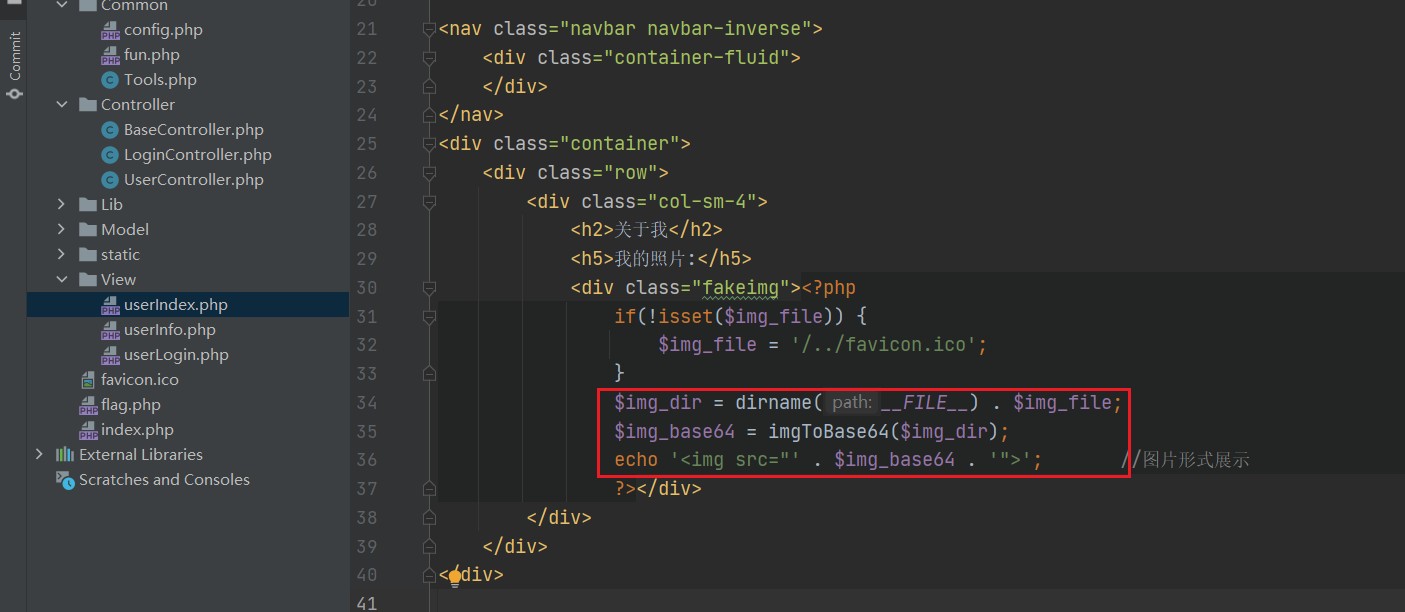 Commit
Common
config.php
fun.php
Tools.php
Controller
BaseController.php
LoginController.php
UserController.php
Lib
Model
static
View
userIndex.php
userInfo.php
userLogin.php
favicon.ico
flag.php
index.php
External Libraries
Scratches and Consoles
20
21 <nav class="navbar navbar-inverse">
22 <div class="container-fluid">
23 </div>
24 </nav>
25 <div class="container">
26 <div class="row">
27 <div class="col-sm-4">
28 <h2>关于我</h2>
29 <h5>我的照片:</h5>
30 <div class="fakeimg"><?php
31 if(!isset($img_file)) {
32 $img_file = '/../favicon.ico';
33 }
34 $img_dir = dirname( path: __FILE__) . $img_file;
35 $img_base64 = imgToBase64($img_dir);
36 echo '<img src="' . $img_base64 . '">'; //图片形式展示
37 ?></div>
38 </div>
39 </div>
40 </div>
41